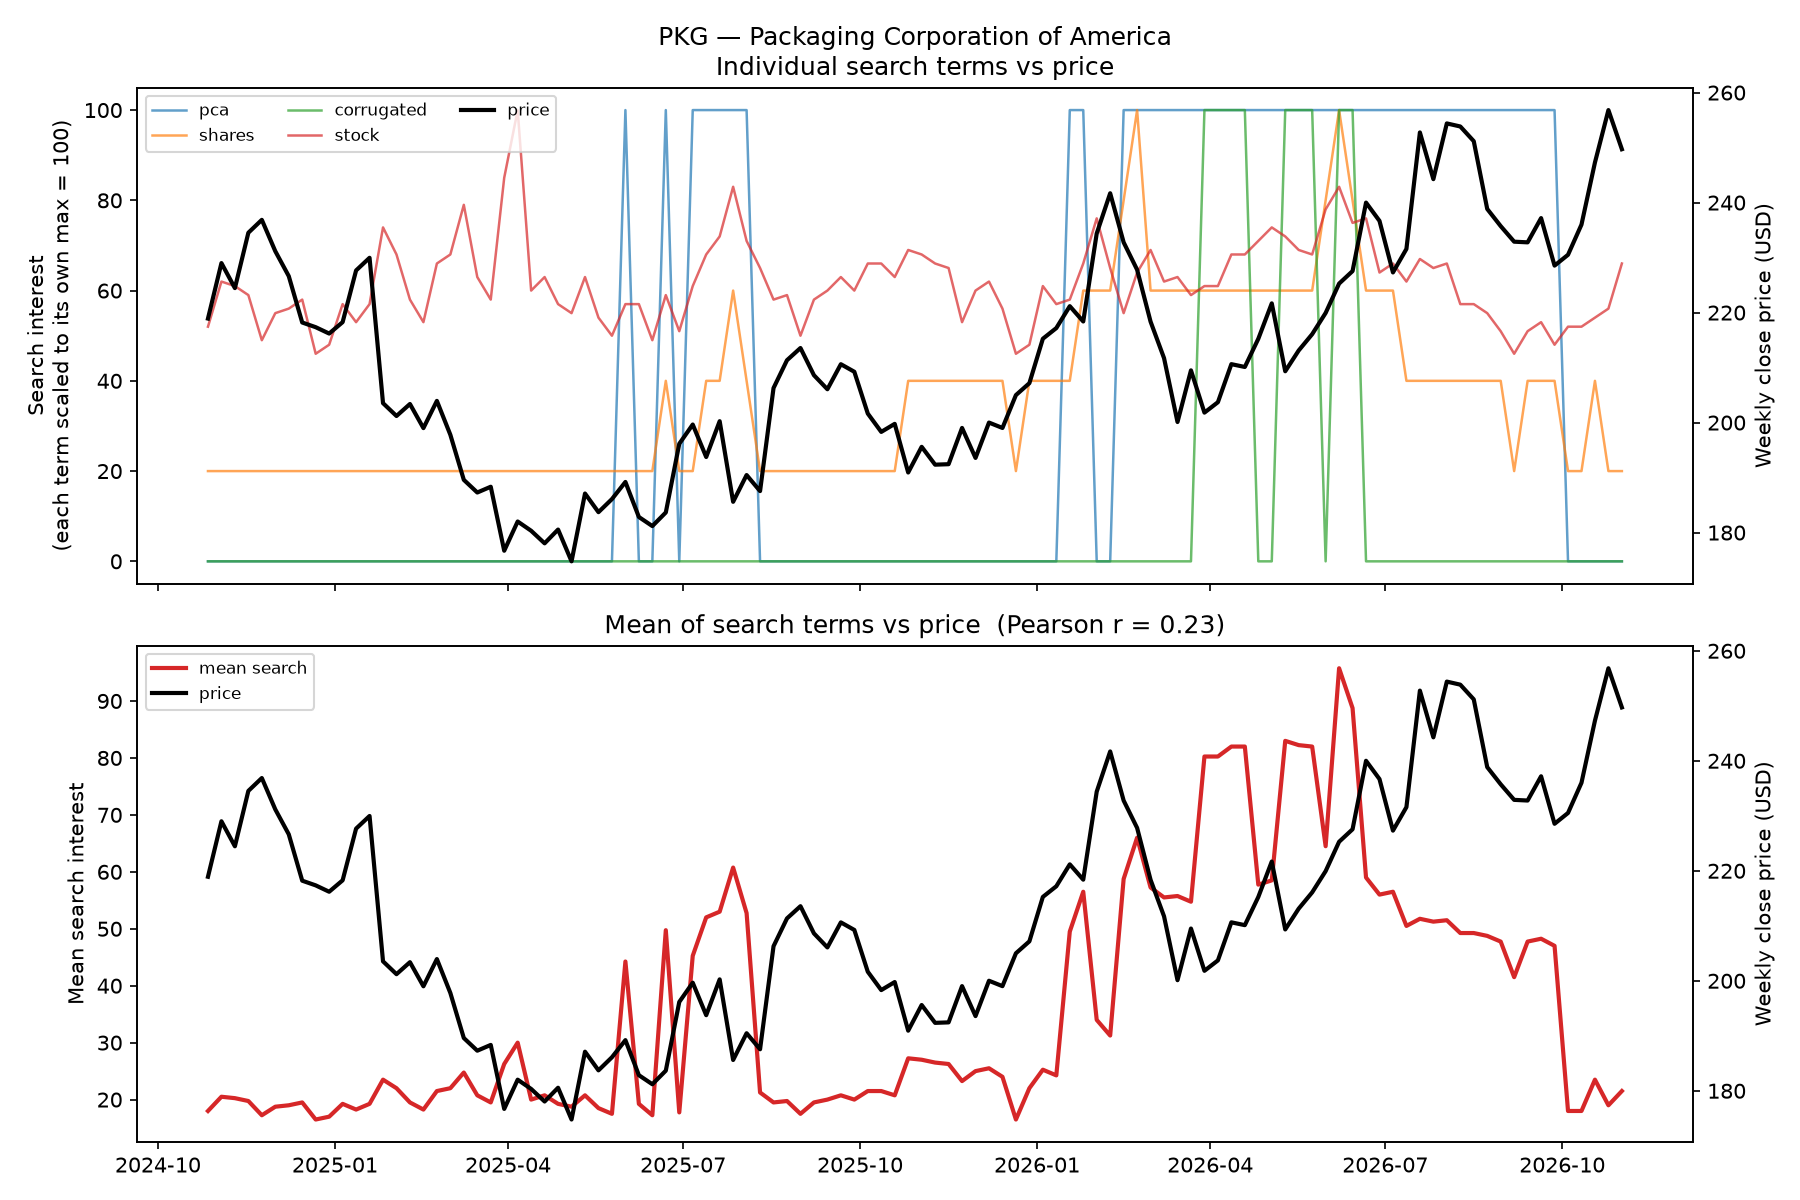 PKG — Packaging Corporation of America
Individual search terms vs price
pca
shares
corrugated
stock
price
100
80
60
40
20
0
Search interest
(each term scaled to its own max = 100)
260
240
220
200
180
Weekly close price (USD)
Mean of search terms vs price (Pearson r = 0.23)
mean search
price
90
80
70
60
50
40
30
20
Mean search interest
260
240
220
200
180
Weekly close price (USD)
2024-10
2025-01
2025-04
2025-07
2025-10
2026-01
2026-04
2026-07
2026-10